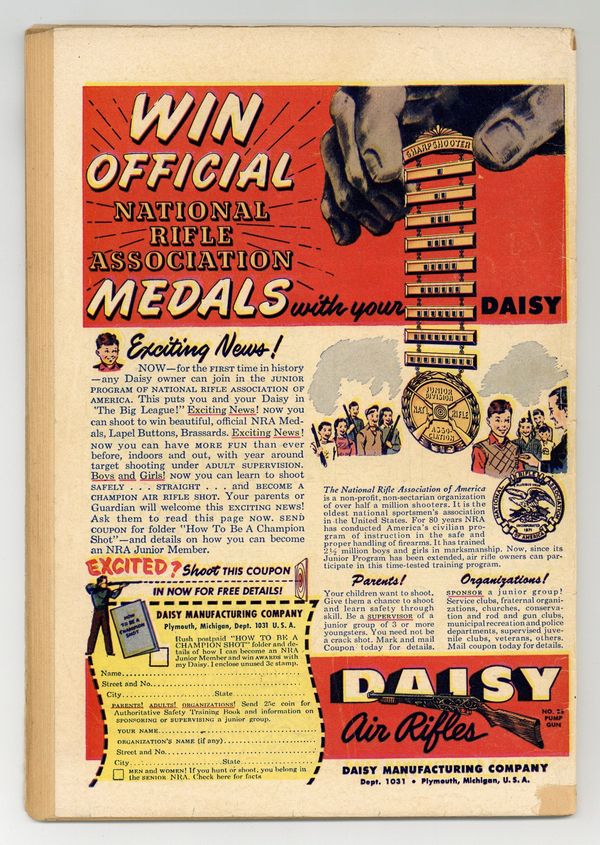 WIN
OFFICIAL
NATIONAL
RIFLE
ASSOCIATION
MEDALS with your DAISY
SHARPSHOOTER
JUNIOR
DIVISION
NAT'L RIFLE
ASSO-
CIATION
Exciting News!
NOW—for the FIRST time in history
—any Daisy owner can join in the JUNIOR
PROGRAM OF NATIONAL RIFLE ASSOCIATION OF
AMERICA. This puts you and your Daisy in
"The Big League!" Exciting News! NOW you
can shoot to win beautiful, official NRA Med-
als, Lapel Buttons, Brassards. Exciting News!
NOW you can have MORE FUN than ever
before, indoors and out, with year around
target shooting under ADULT SUPERVISION.
Boys and Girls! NOW you can learn to shoot
SAFELY . . . STRAIGHT . . . and BECOME A
CHAMPION AIR RIFLE SHOT. Your parents or
Guardian will welcome this EXCITING NEWS!
Ask them to read this page NOW. SEND
COUPON for folder "How To Be A Champion
Shot"—and details on how you can become
an NRA Junior Member.
The National Rifle Association of America
is a non-profit, non-sectarian organization
of over half a million shooters. It is the
oldest national sportsmen's association
in the United States. For 80 years NRA
has conducted America's civilian pro-
gram of instruction in the safe and
proper handling of firearms. It has trained
2½ million boys and girls in marksmanship. Now, since its
Junior Program has been extended, air rifle owners can par-
ticipate in this time-tested training program.
NATIONAL RIFLE ASSOCIATION
OF AMERICA
Parents!
Your children want to shoot.
Give them a chance to shoot
and learn safety through
skill. Be a SUPERVISOR of a
junior group of 3 or more
youngsters. You need not be
a crack shot. Mark and mail
Coupon today for details.
Organizations!
SPONSOR a junior group!
Service clubs, fraternal organi-
zations, churches, conserva-
tion and rod and gun clubs,
municipal recreation and police
departments, supervised juve-
nile clubs, veterans, others.
Mail coupon today for details.
EXCITED? Shoot THIS COUPON
IN NOW FOR FREE DETAILS!
HOW
TO BE A
CHAMPION
SHOT
DAISY MANUFACTURING COMPANY
Plymouth, Michigan, Dept. 1031 U. S. A.
Rush postpaid "HOW TO BE A
CHAMPION SHOT" folder and de-
tails of how I can become an NRA
Junior Member and win AWARDS with
my Daisy. I enclose unused 3c stamp.
Name
Street and No.
City State
PARENTS! ADULTS! ORGANIZATIONS! Send 25c coin for
Authoritative Safety Training Book and information on
SPONSORING or SUPERVISING a junior group.
YOUR NAME
ORGANIZATION'S NAME (if any)
Street and No.
City State
MEN and WOMEN! If you hunt or shoot, you belong in
the SENIOR NRA. Check here for facts
DAISY
Air Rifles
NO. 25
PUMP
GUN
DAISY MANUFACTURING COMPANY
Dept. 1031 • Plymouth, Michigan, U. S. A.